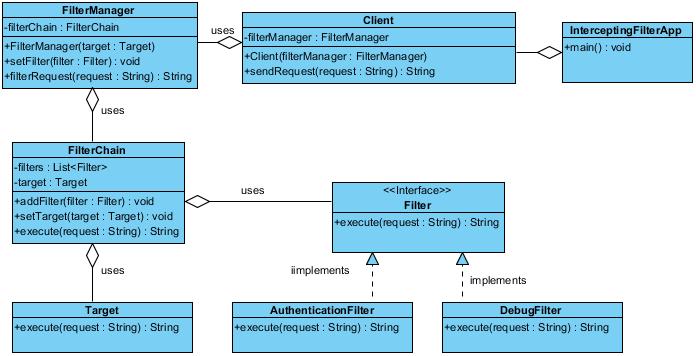 FilterManager
-filterChain : FilterChain
+FilterManager(target : Target)
+setFilter(filter : Filter) : void
+filterRequest(request : String) : String
uses
Client
-filterManager : FilterManager
+Client(filterManager : FilterManager)
+sendRequest(request : String) : String
InterceptingFilterApp
+main() : void
uses
FilterChain
-filters : List<Filter>
-target : Target
+addFilter(filter : Filter) : void
+setTarget(target : Target) : void
+execute(request : String) : String
uses
<<Interface>>
Filter
+execute(request : String) : String
uses
iimplements
implements
Target
+execute(request : String) : String
AuthenticationFilter
+execute(request : String) : String
DebugFilter
+execute(request : String) : String